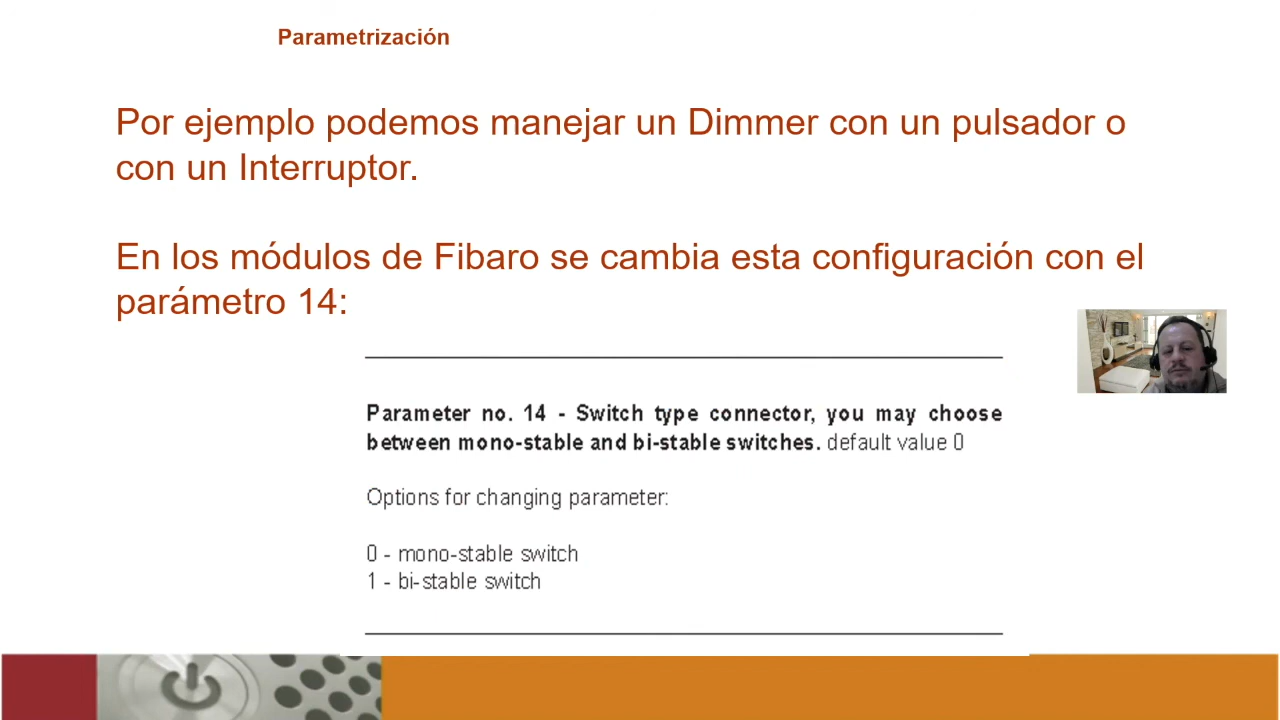 Parametrización
Por ejemplo podemos manejar un Dimmer con un pulsador o
con un Interruptor.
En los módulos de Fibaro se cambia esta configuración con el
parámetro 14:
Parameter no. 14 - Switch type connector, you may choose
between mono-stable and bi-stable switches. default value 0
Options for changing parameter:
0 - mono-stable switch
1 - bi-stable switch